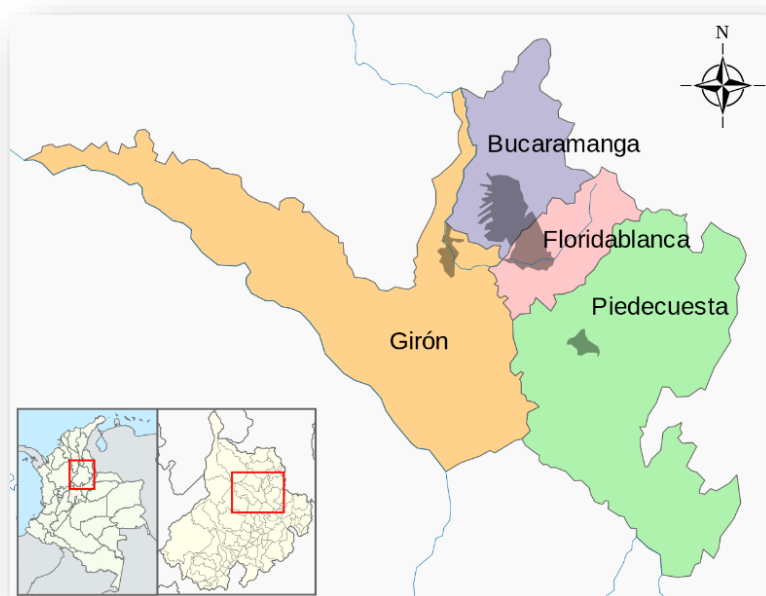 N
Bucaramanga
Floridablanca
Piedecuesta
Girón